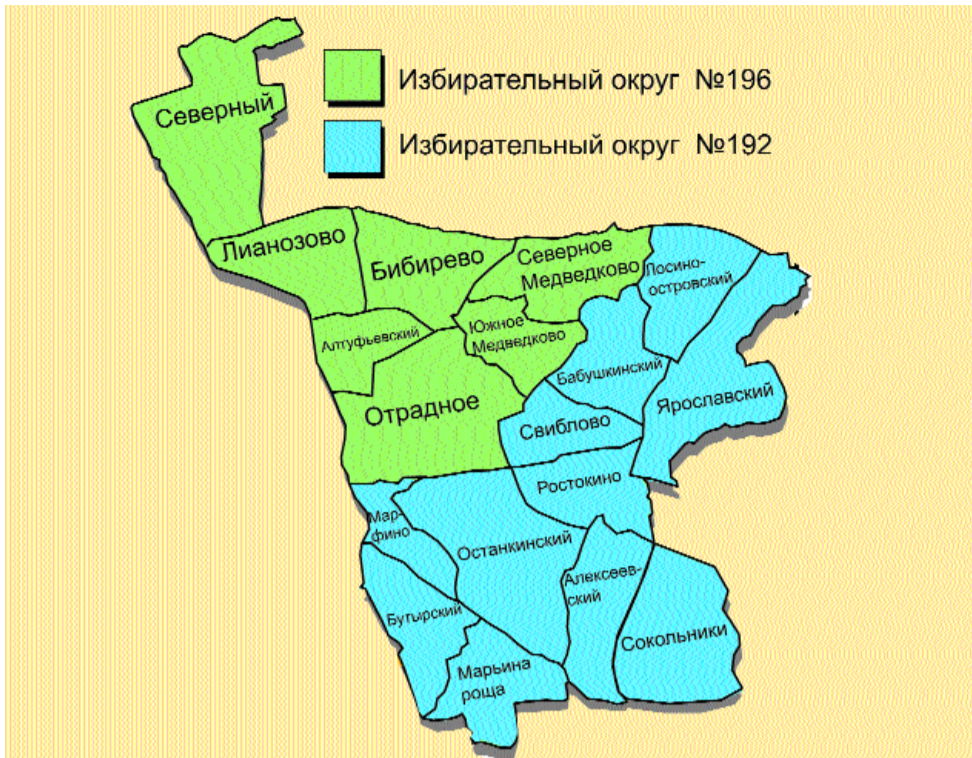 Избирательный округ №196
Избирательный округ №192
Северный
Лианозово
Бибирево
Северное
Медведково
Лосино-
островский
Алтуфьевский
Южное
Медведково
Бабушкинский
Ярославский
Отрадное
Свиблово
Ростокино
Мар-
фино
Останкинский
Алексеев-
ский
Бутырский
Сокольники
Марьина
роща